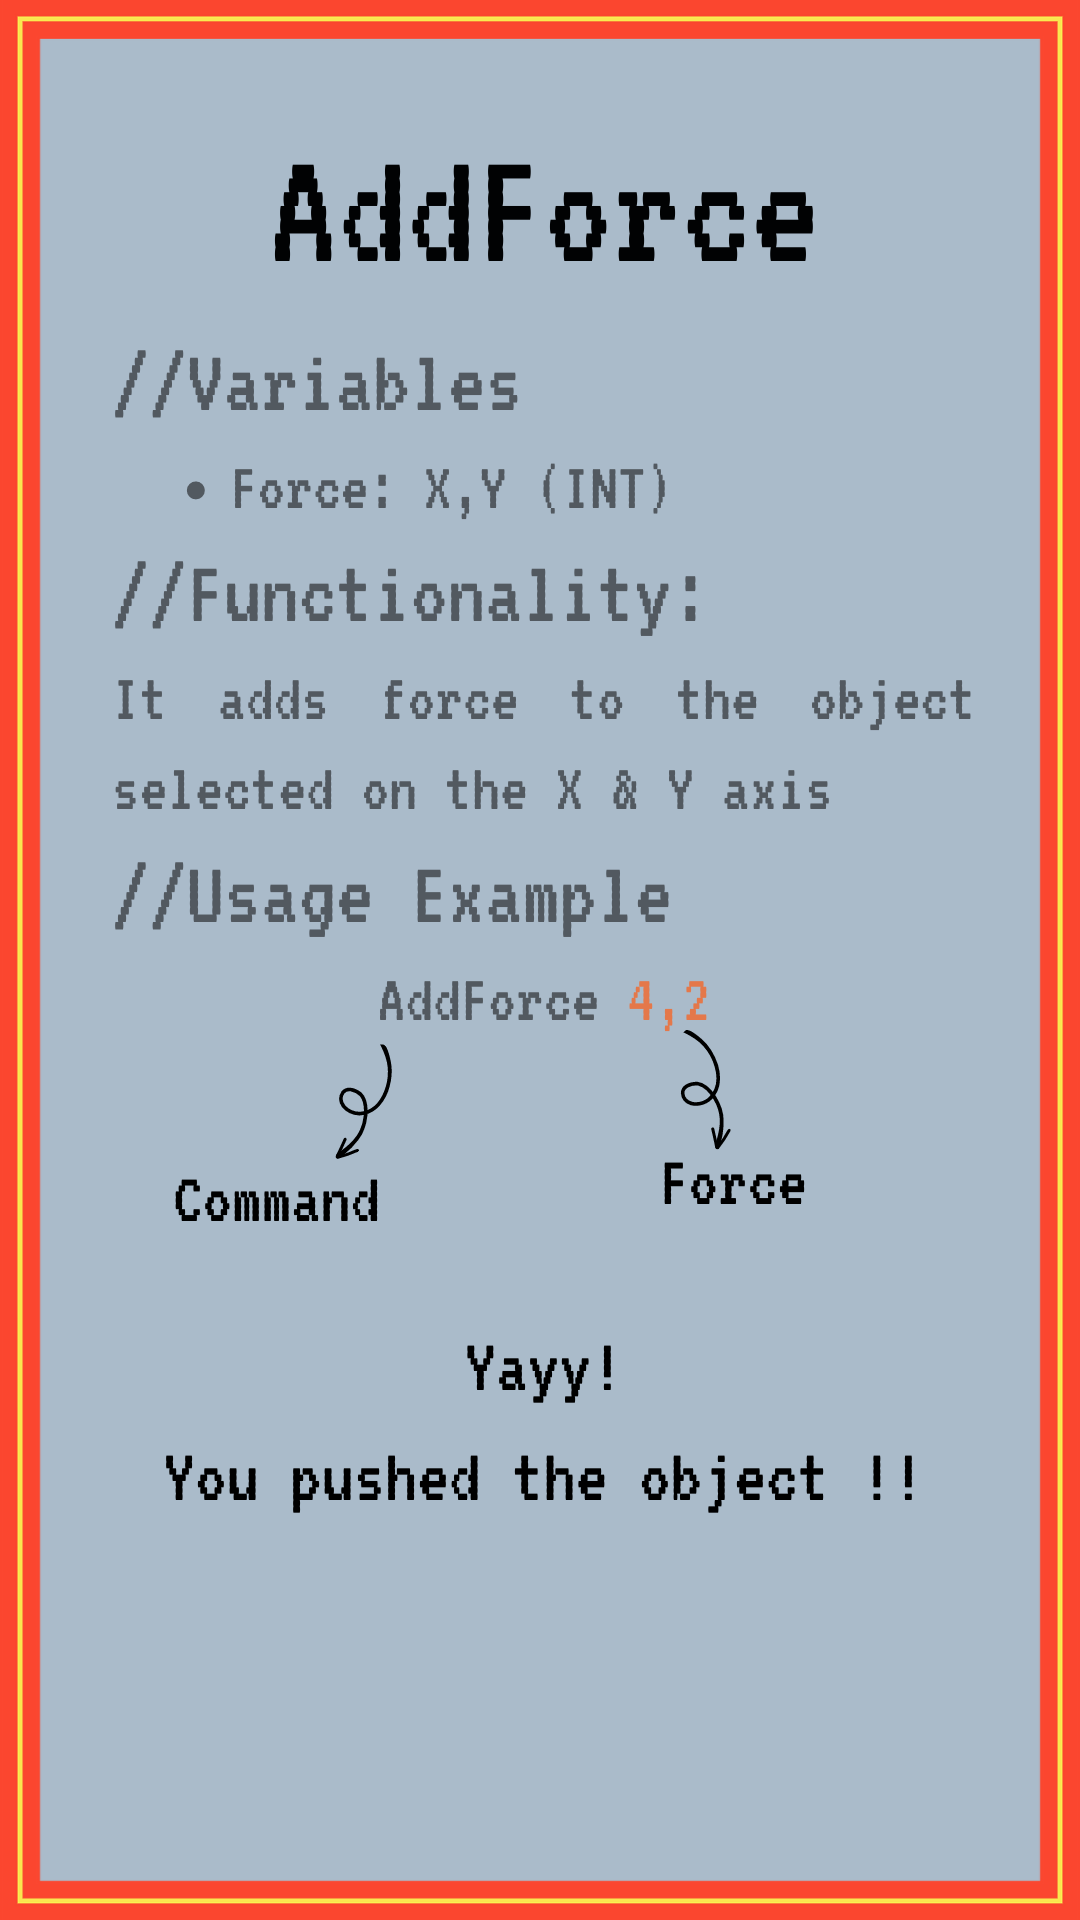 AddForce
//Variables
• Force: X,Y (INT)
//Functionality:
It adds force to the object
selected on the X & Y axis
//Usage Example
AddForce 4,2
Command
Force
Yayy!
You pushed the object !!